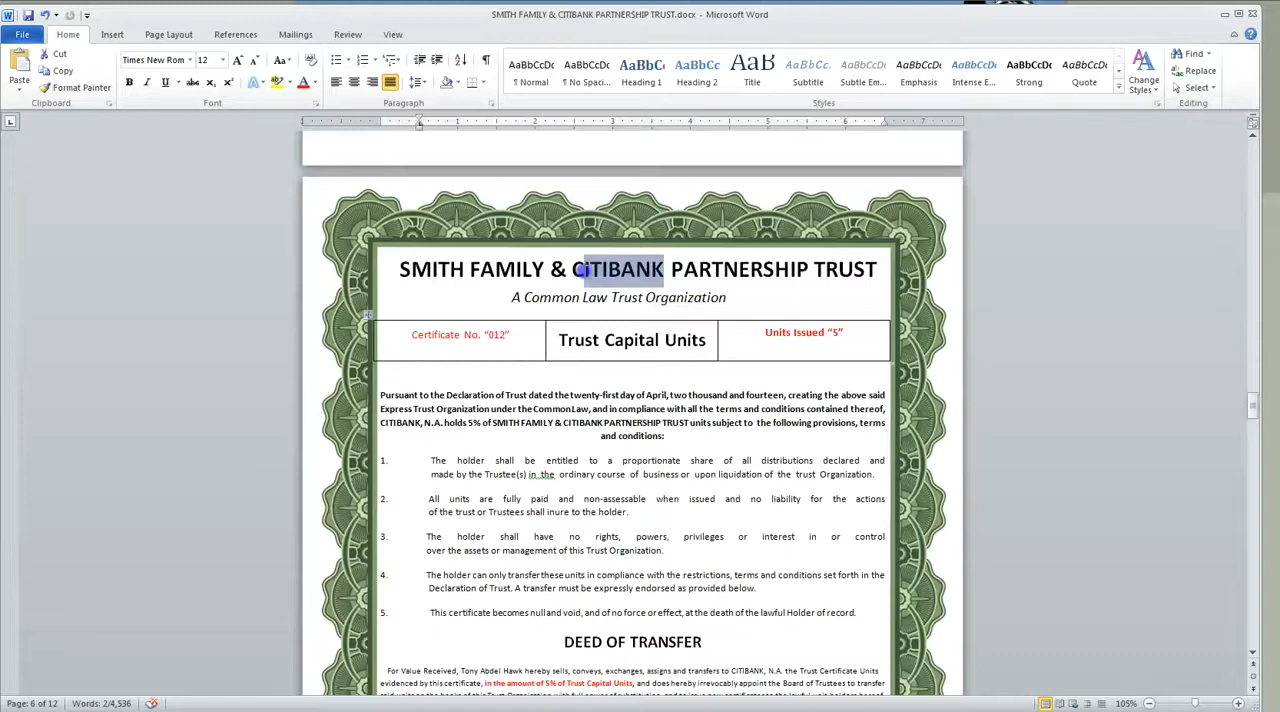 SMITH FAMILY & CITIBANK PARTNERSHIP TRUST.docx - Microsoft Word
File Home Insert Page Layout References Mailings Review View
Cut
Copy
Format Painter
Paste
Clipboard
Times New Rom 12
Font
Paragraph
AaBbCcDc AaBbCcDc AaBbC AaBbCc AaB AaBbCc. AaBbCcDc AaBbCcDc AaBbCcDc AaBbCcDc
¶ Normal ¶ No Spaci... Heading 1 Heading 2 Title Subtitle Subtle Em... Emphasis Intense E... Strong Quote
Styles
Change Styles
Find
Replace
Select
Editing
SMITH FAMILY & CiTIBANK PARTNERSHIP TRUST
A Common Law Trust Organization
Certificate No. “012” Trust Capital Units Units Issued “5”
Pursuant to the Declaration of Trust dated the twenty-first day of April, two thousand and fourteen, creating the above said
Express Trust Organization under the Common Law, and in compliance with all the terms and conditions contained thereof,
CITIBANK, N.A. holds 5% of SMITH FAMILY & CITIBANK PARTNERSHIP TRUST units subject to the following provisions, terms
and conditions:
1. The holder shall be entitled to a proportionate share of all distributions declared and
made by the Trustee(s) in the ordinary course of business or upon liquidation of the trust Organization.
2. All units are fully paid and non-assessable when issued and no liability for the actions
of the trust or Trustees shall inure to the holder.
3. The holder shall have no rights, powers, privileges or interest in or control
over the assets or management of this Trust Organization.
4. The holder can only transfer these units in compliance with the restrictions, terms and conditions set forth in the
Declaration of Trust. A transfer must be expressly endorsed as provided below.
5. This certificate becomes null and void, and of no force or effect, at the death of the lawful Holder of record.
DEED OF TRANSFER
For Value Received, Tony Abdel Hawk hereby sells, conveys, exchanges, assigns and transfers to CITIBANK, N.A. the Trust Certificate Units
evidenced by this certificate, in the amount of 5% of Trust Capital Units, and does hereby irrevocably appoint the Board of Trustees to transfer
Page: 6 of 12 Words: 2/4,536 105%